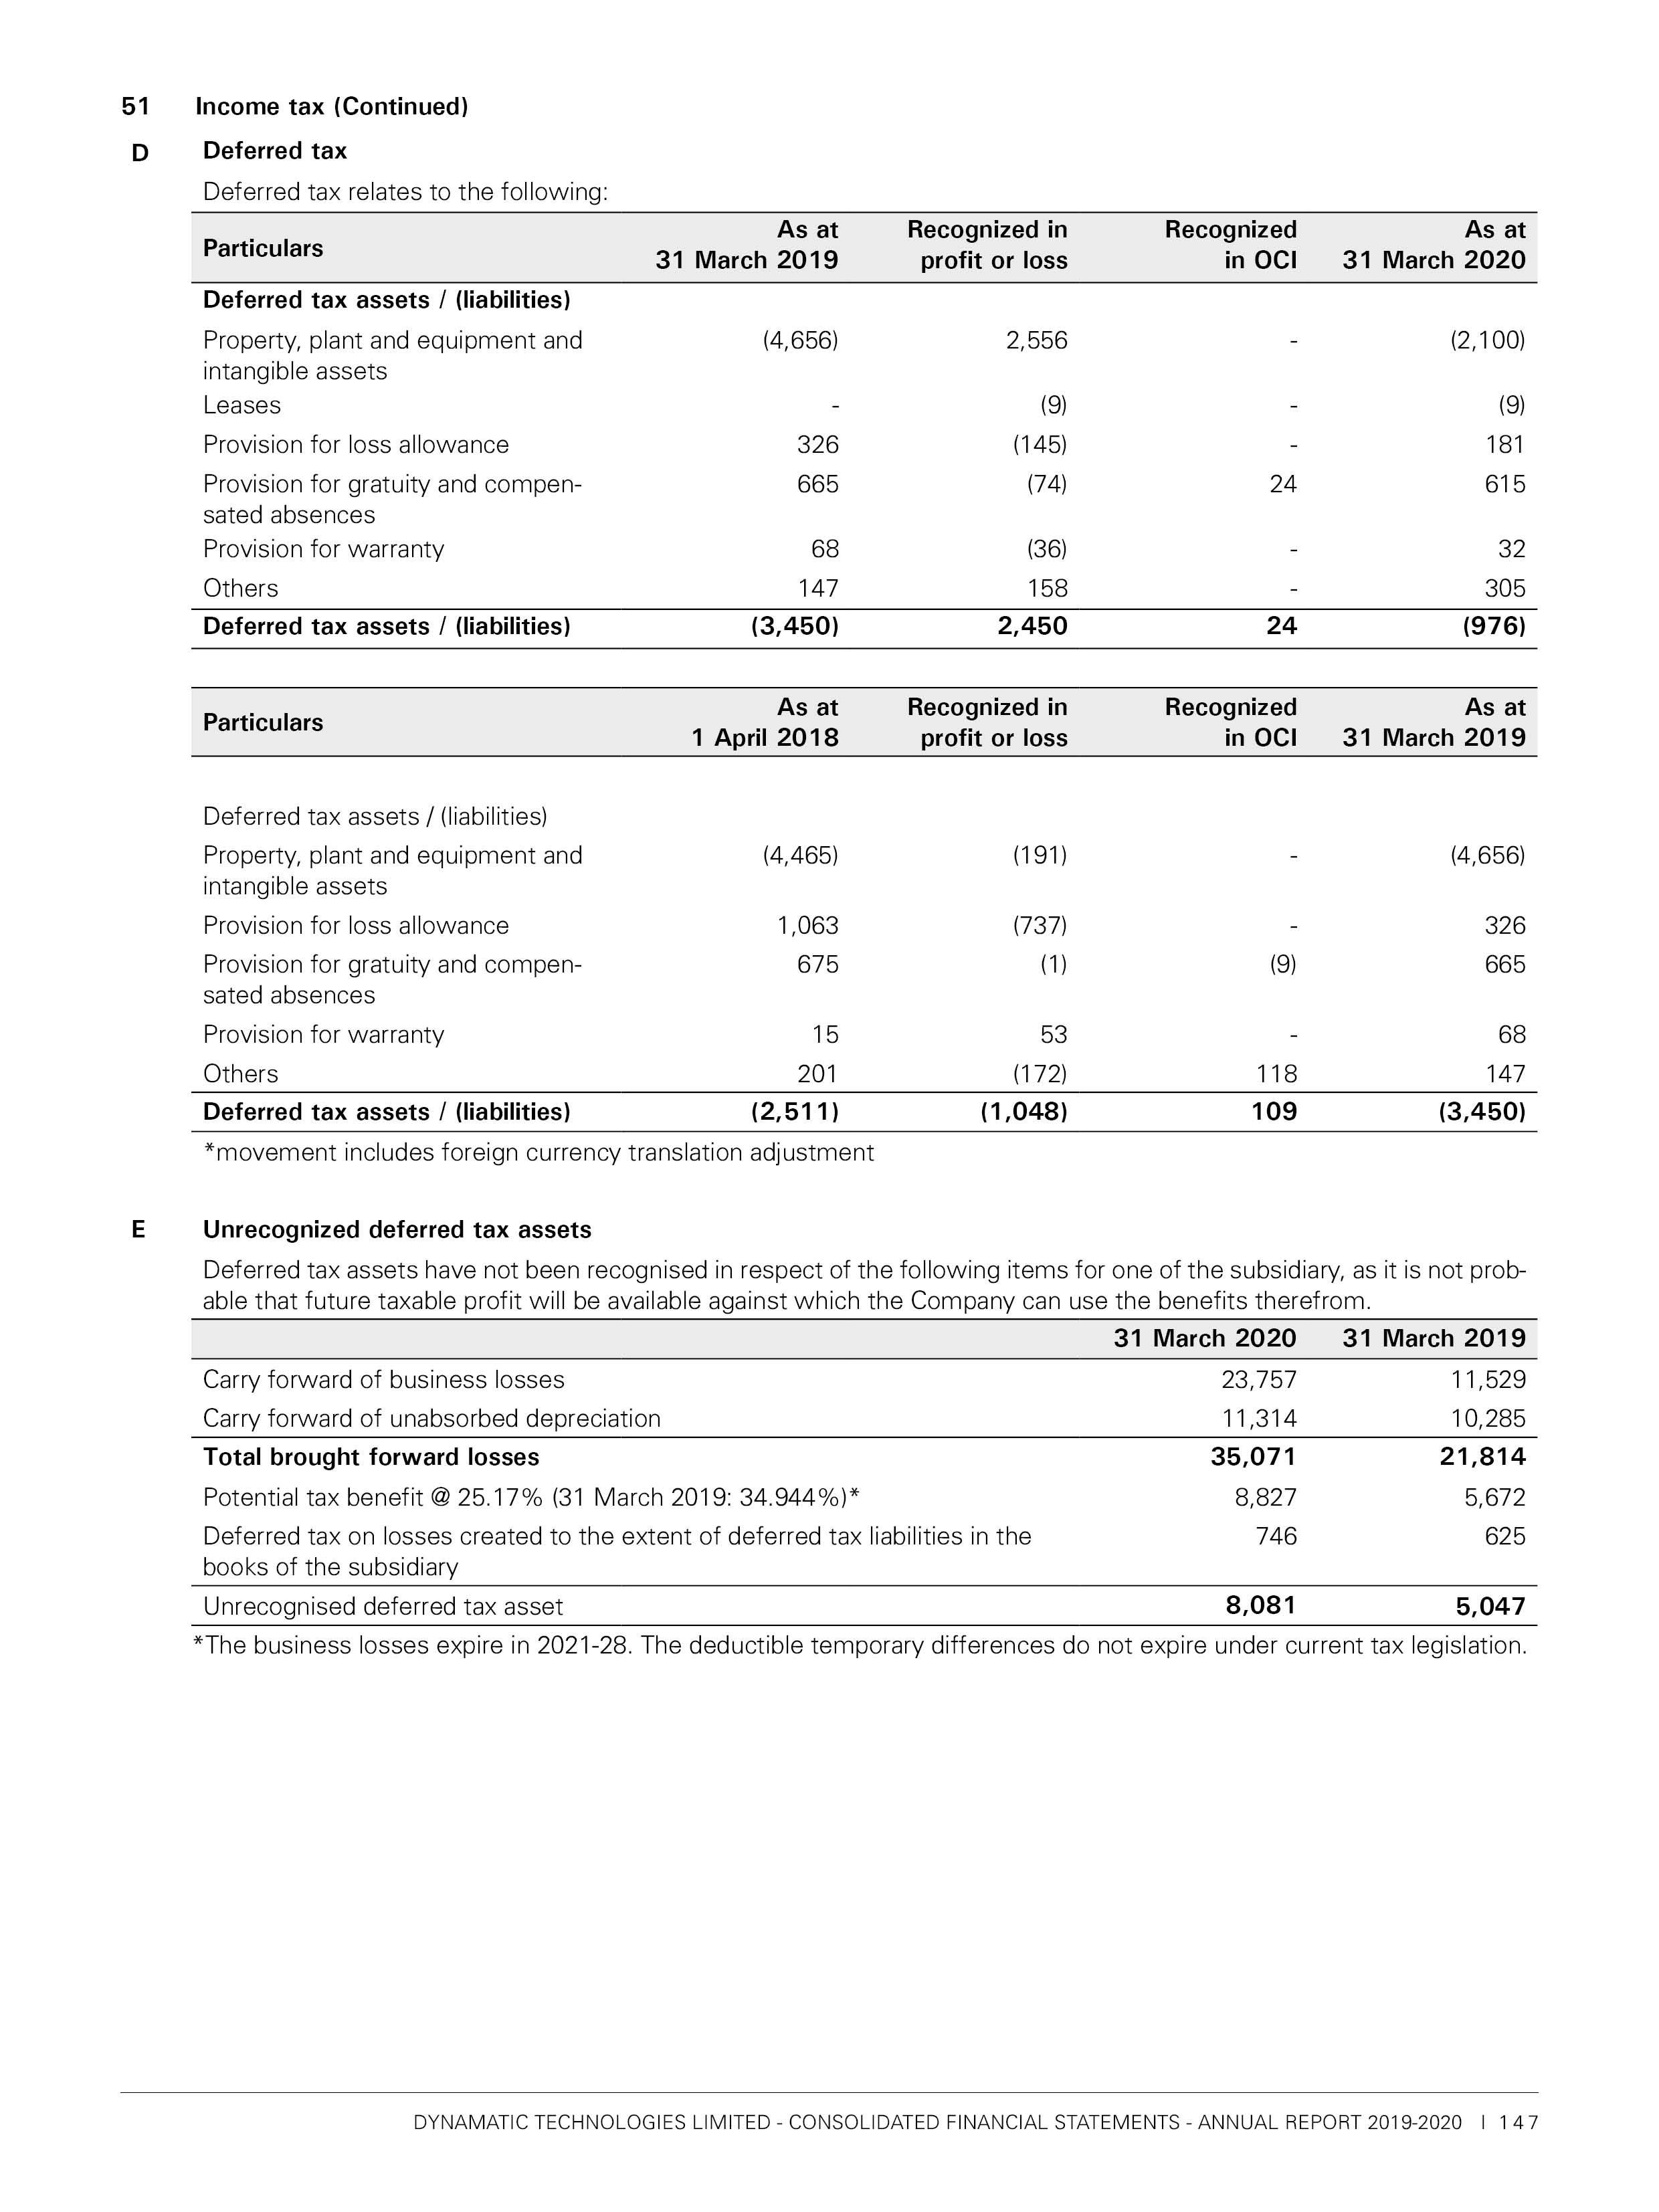 51 Income tax (Continued)
D Deferred tax
Deferred tax relates to the following:
Particulars As at 31 March 2019 Recognized in profit or loss Recognized in OCI As at 31 March 2020
Deferred tax assets / (liabilities)
Property, plant and equipment and (4,656) 2,556 - (2,100)
intangible assets
Leases - (9) - (9)
Provision for loss allowance 326 (145) - 181
Provision for gratuity and compen- 665 (74) 24 615
sated absences
Provision for warranty 68 (36) - 32
Others 147 158 - 305
Deferred tax assets / (liabilities) (3,450) 2,450 24 (976)
Particulars As at 1 April 2018 Recognized in profit or loss Recognized in OCI As at 31 March 2019
Deferred tax assets / (liabilities)
Property, plant and equipment and (4,465) (191) - (4,656)
intangible assets
Provision for loss allowance 1,063 (737) - 326
Provision for gratuity and compen- 675 (1) (9) 665
sated absences
Provision for warranty 15 53 - 68
Others 201 (172) 118 147
Deferred tax assets / (liabilities) (2,511) (1,048) 109 (3,450)
*movement includes foreign currency translation adjustment
E Unrecognized deferred tax assets
Deferred tax assets have not been recognised in respect of the following items for one of the subsidiary, as it is not prob-
able that future taxable profit will be available against which the Company can use the benefits therefrom.
31 March 2020 31 March 2019
Carry forward of business losses 23,757 11,529
Carry forward of unabsorbed depreciation 11,314 10,285
Total brought forward losses 35,071 21,814
Potential tax benefit @ 25.17% (31 March 2019: 34.944%)* 8,827 5,672
Deferred tax on losses created to the extent of deferred tax liabilities in the 746 625
books of the subsidiary
Unrecognised deferred tax asset 8,081 5,047
*The business losses expire in 2021-28. The deductible temporary differences do not expire under current tax legislation.
DYNAMATIC TECHNOLOGIES LIMITED - CONSOLIDATED FINANCIAL STATEMENTS - ANNUAL REPORT 2019-2020 | 147